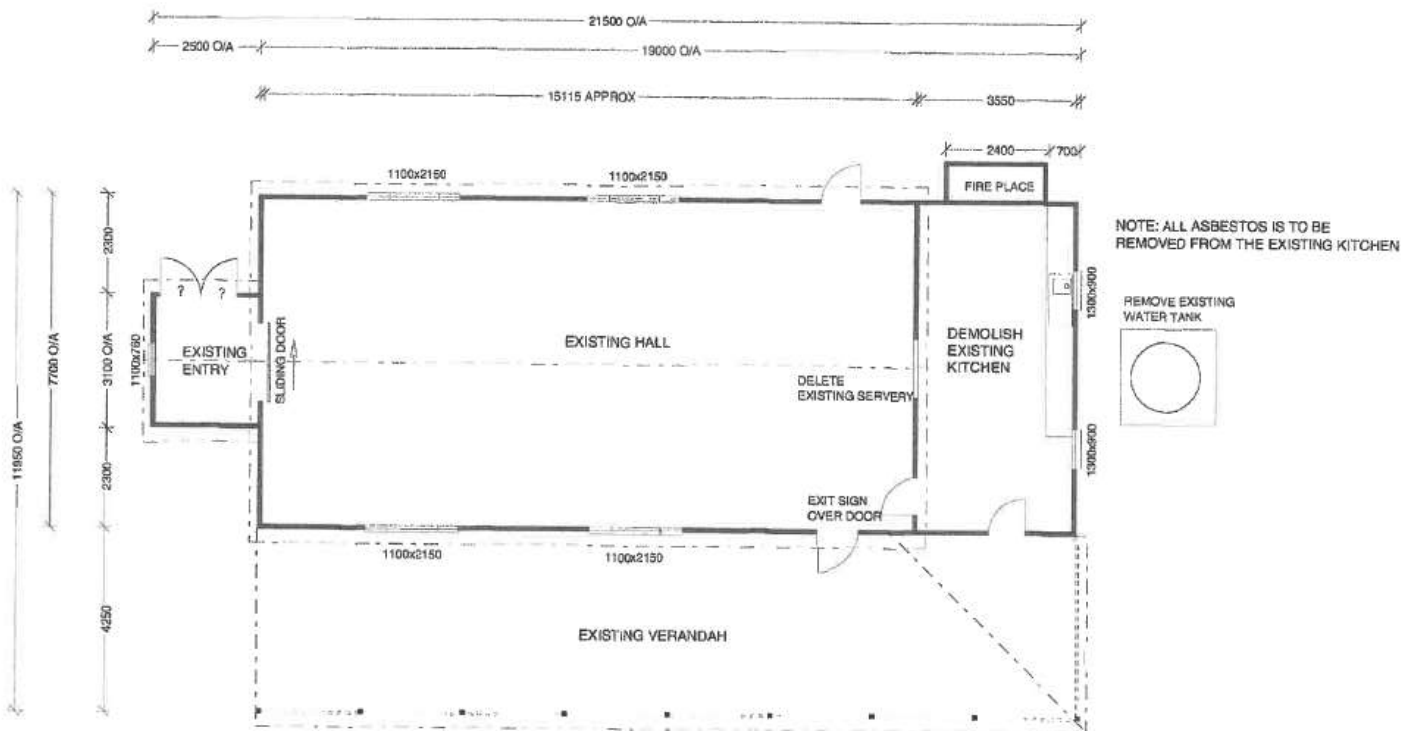 21500 O/A
2500 O/A
19000 O/A
15115 APPROX
3550
2400
700
1100x2150
1100x2150
FIRE PLACE
NOTE: ALL ASBESTOS IS TO BE
REMOVED FROM THE EXISTING KITCHEN
2300
? ?
1300x900
REMOVE EXISTING
WATER TANK
11950 O/A
7700 O/A
3100 O/A
1100x760
EXISTING
ENTRY
SLIDING DOOR
EXISTING HALL
DEMOLISH
EXISTING
KITCHEN
DELETE
EXISTING SERVERY
1300x900
2300
EXIT SIGN
OVER DOOR
1100x2150
1100x2150
4250
EXISTING VERANDAH